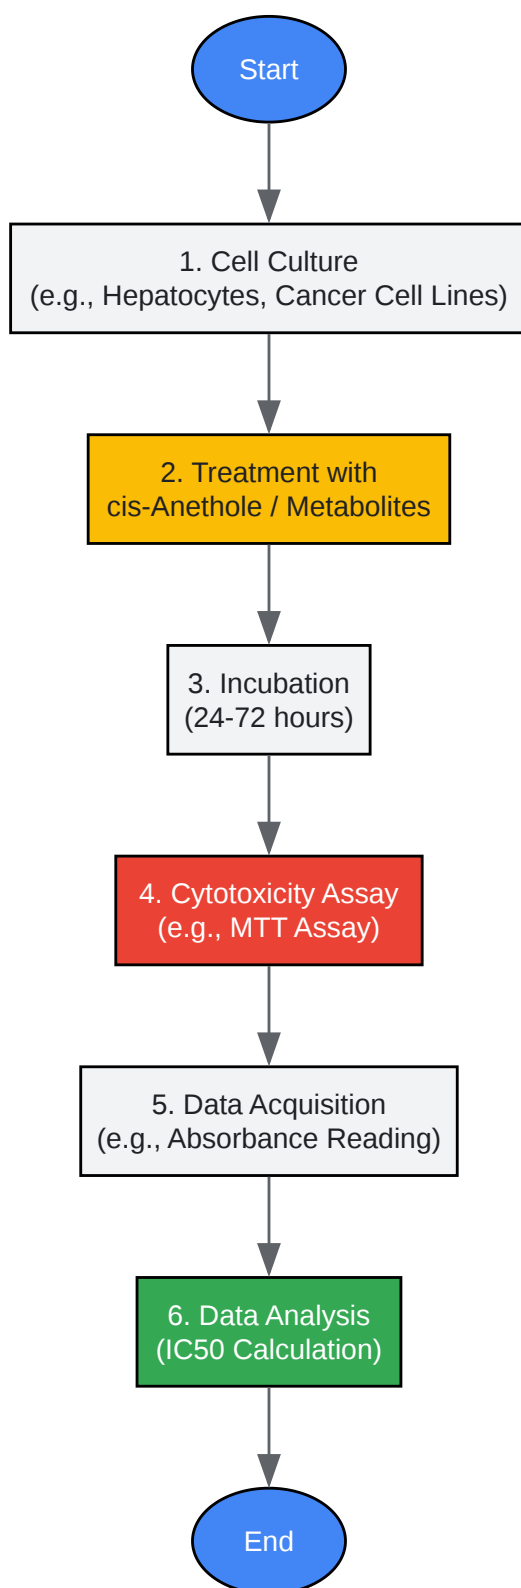 Start
1. Cell Culture
(e.g., Hepatocytes, Cancer Cell Lines)
2. Treatment with
cis-Anethole / Metabolites
3. Incubation
(24-72 hours)
4. Cytotoxicity Assay
(e.g., MTT Assay)
5. Data Acquisition
(e.g., Absorbance Reading)
6. Data Analysis
(IC50 Calculation)
End